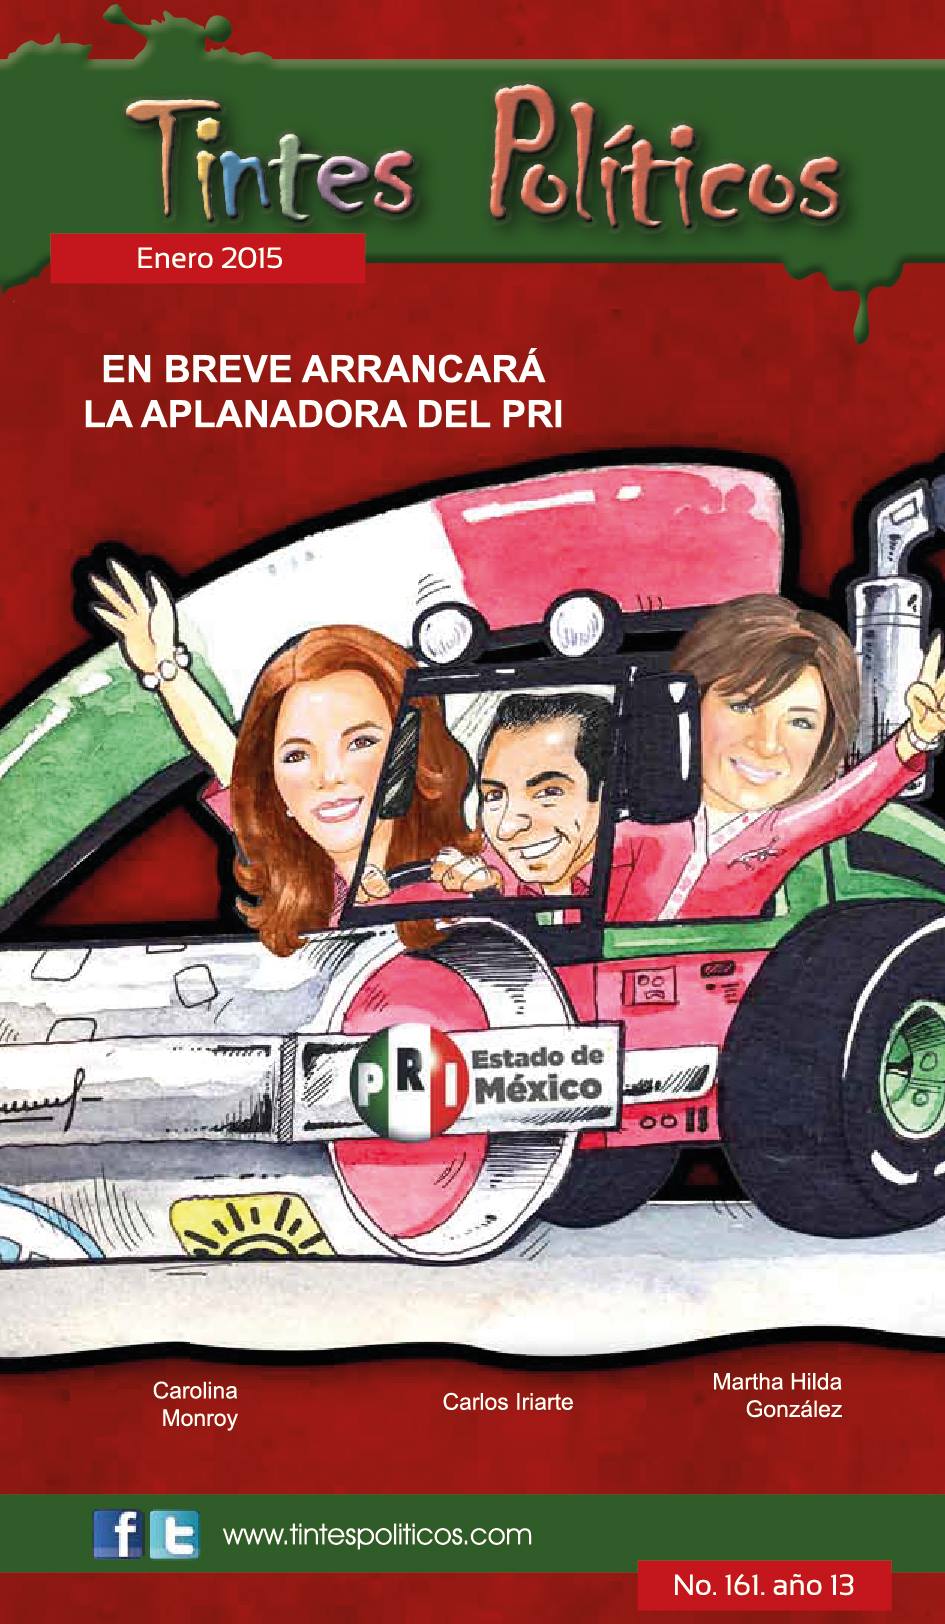 Tintes Políticos
Enero 2015
EN BREVE ARRANCARÁ
LA APLANADORA DEL PRI
PRI
Estado de
México
Carolina
Monroy
Carlos Iriarte
Martha Hilda
González
f t
www.tintespoliticos.com
No. 161. año 13